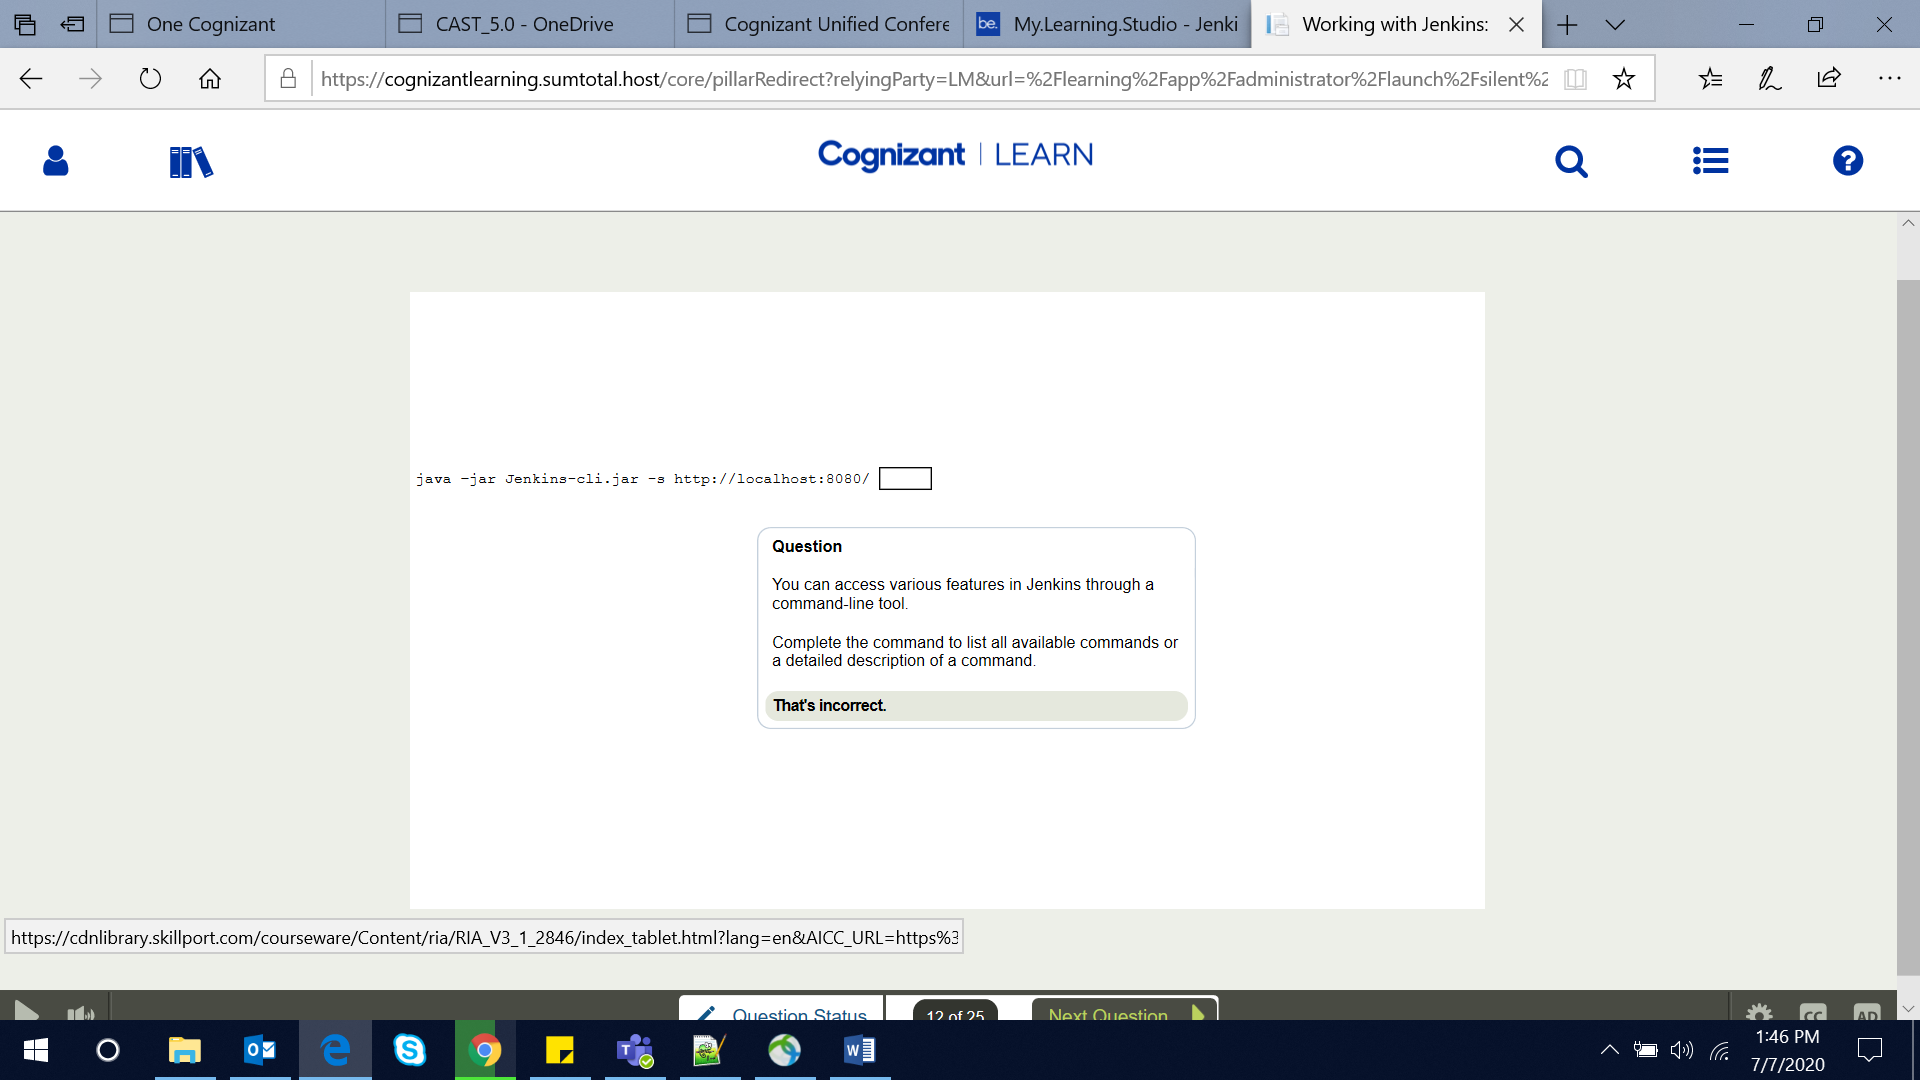 One Cognizant
CAST_5.0 - OneDrive
Cognizant Unified Confere
be. My.Learning.Studio - Jenki
Working with Jenkins:
https://cognizantlearning.sumtotal.host/core/pillarRedirect?relyingParty=LM&url=%2Flearning%2Fapp%2Fadministrator%2Flaunch%2Fsilent%2
Cognizant | LEARN
java -jar Jenkins-cli.jar -s http://localhost:8080/
Question
You can access various features in Jenkins through a
command-line tool.
Complete the command to list all available commands or
a detailed description of a command.
That's incorrect.
https://cdnlibrary.skillport.com/courseware/Content/ria/RIA_V3_1_2846/index_tablet.html?lang=en&AICC_URL=https%3
Question Status
12 of 25
Next Question
CC
AD
1:46 PM
7/7/2020